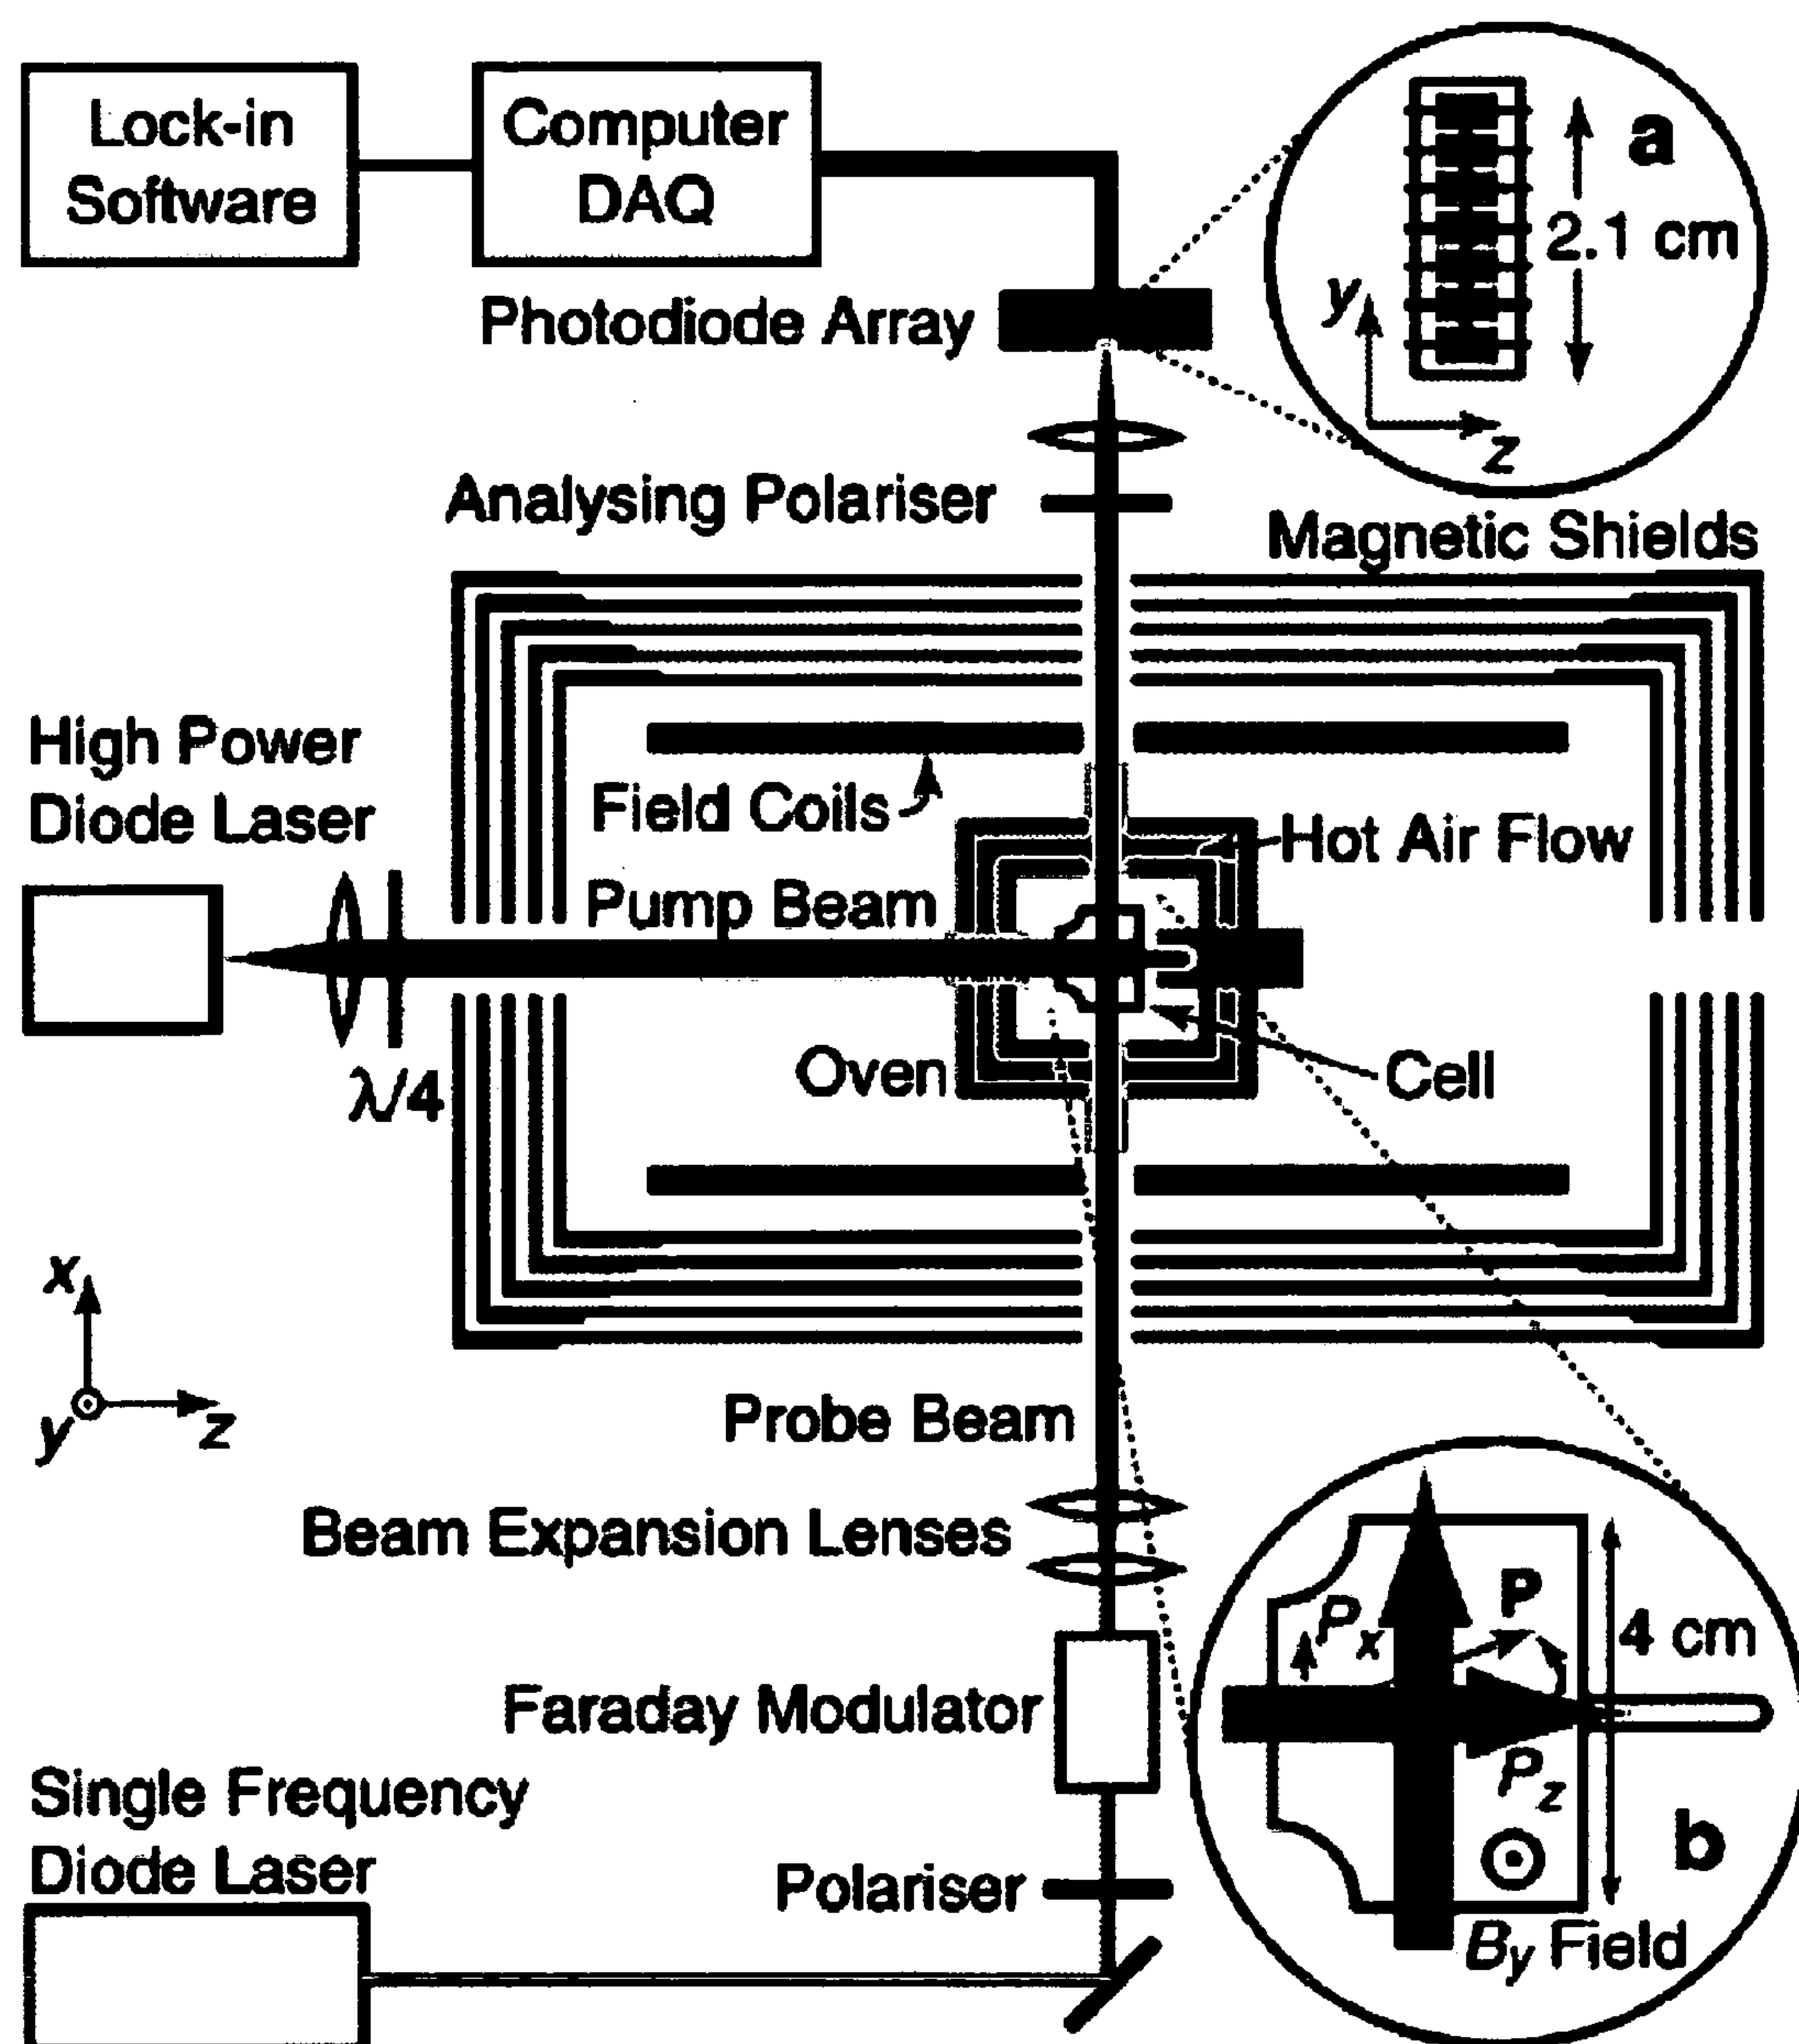 Lock-in
Software
Computer
DAQ
a
2.1 cm
y
z
Photodiode Array
Analysing Polariser
Magnetic Shields
High Power
Diode Laser
Field Coils
Hot Air Flow
Pump Beam
Oven
Cell
λ/4
x
y
z
Probe Beam
Beam Expansion Lenses
P
Px
4 cm
Faraday Modulator
Pz
b
Single Frequency
Diode Laser
Polariser
By Field